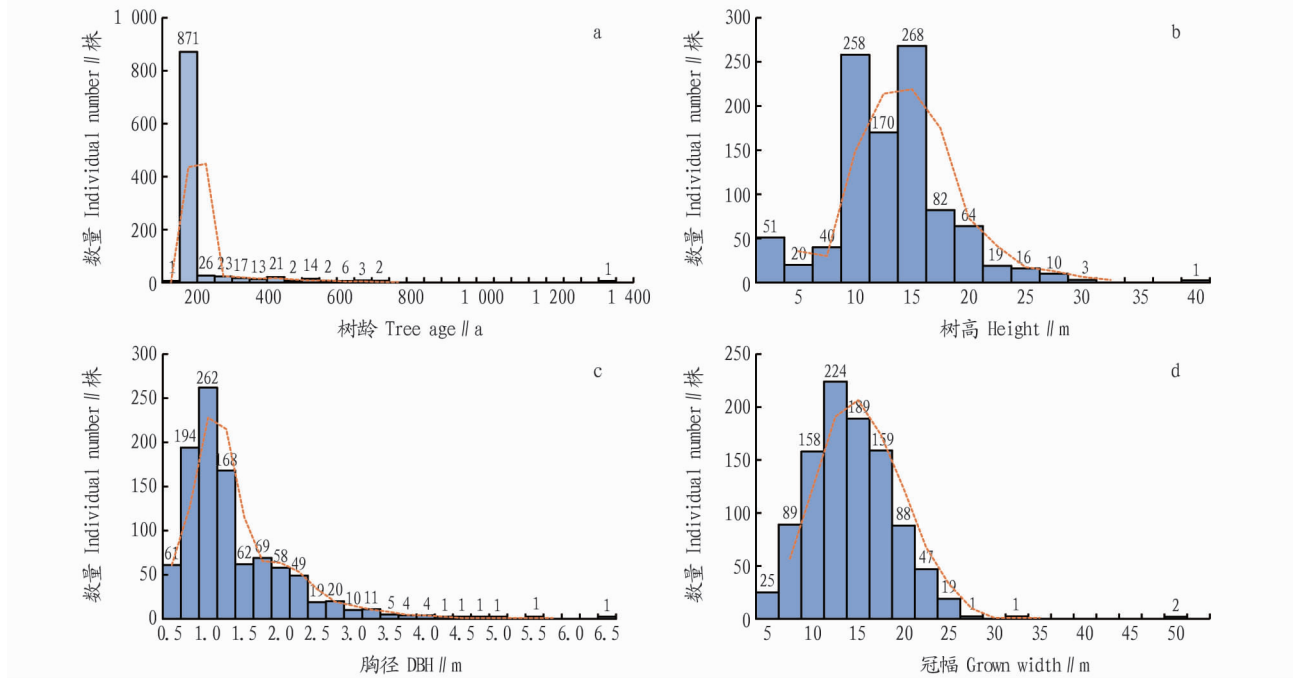 a
1 000
800
600
400
200
0
数量 Individual number∥株
1 871 26 23 17 13 21 2 14 2 6 3 2 1
200 400 600 800 1 000 1 200 1 400
树龄 Tree age∥a
b
300
250
200
150
100
50
0
数量 Individual number∥株
51 20 40 258 170 268 82 64 19 16 10 3 1
5 10 15 20 25 30 35 40
树高 Height∥m
c
300
250
200
150
100
50
0
数量 Individual number∥株
61 194 262 168 62 69 58 49 19 20 10 11 5 4 4 1 1 1 1 1
0.5 1.0 1.5 2.0 2.5 3.0 3.5 4.0 4.5 5.0 5.5 6.0 6.5
胸径 DBH∥m
d
250
200
150
100
50
0
数量 Individual number∥株
25 89 158 224 189 159 88 47 19 1 1 2
5 10 15 20 25 30 35 40 45 50
冠幅 Grown width∥m